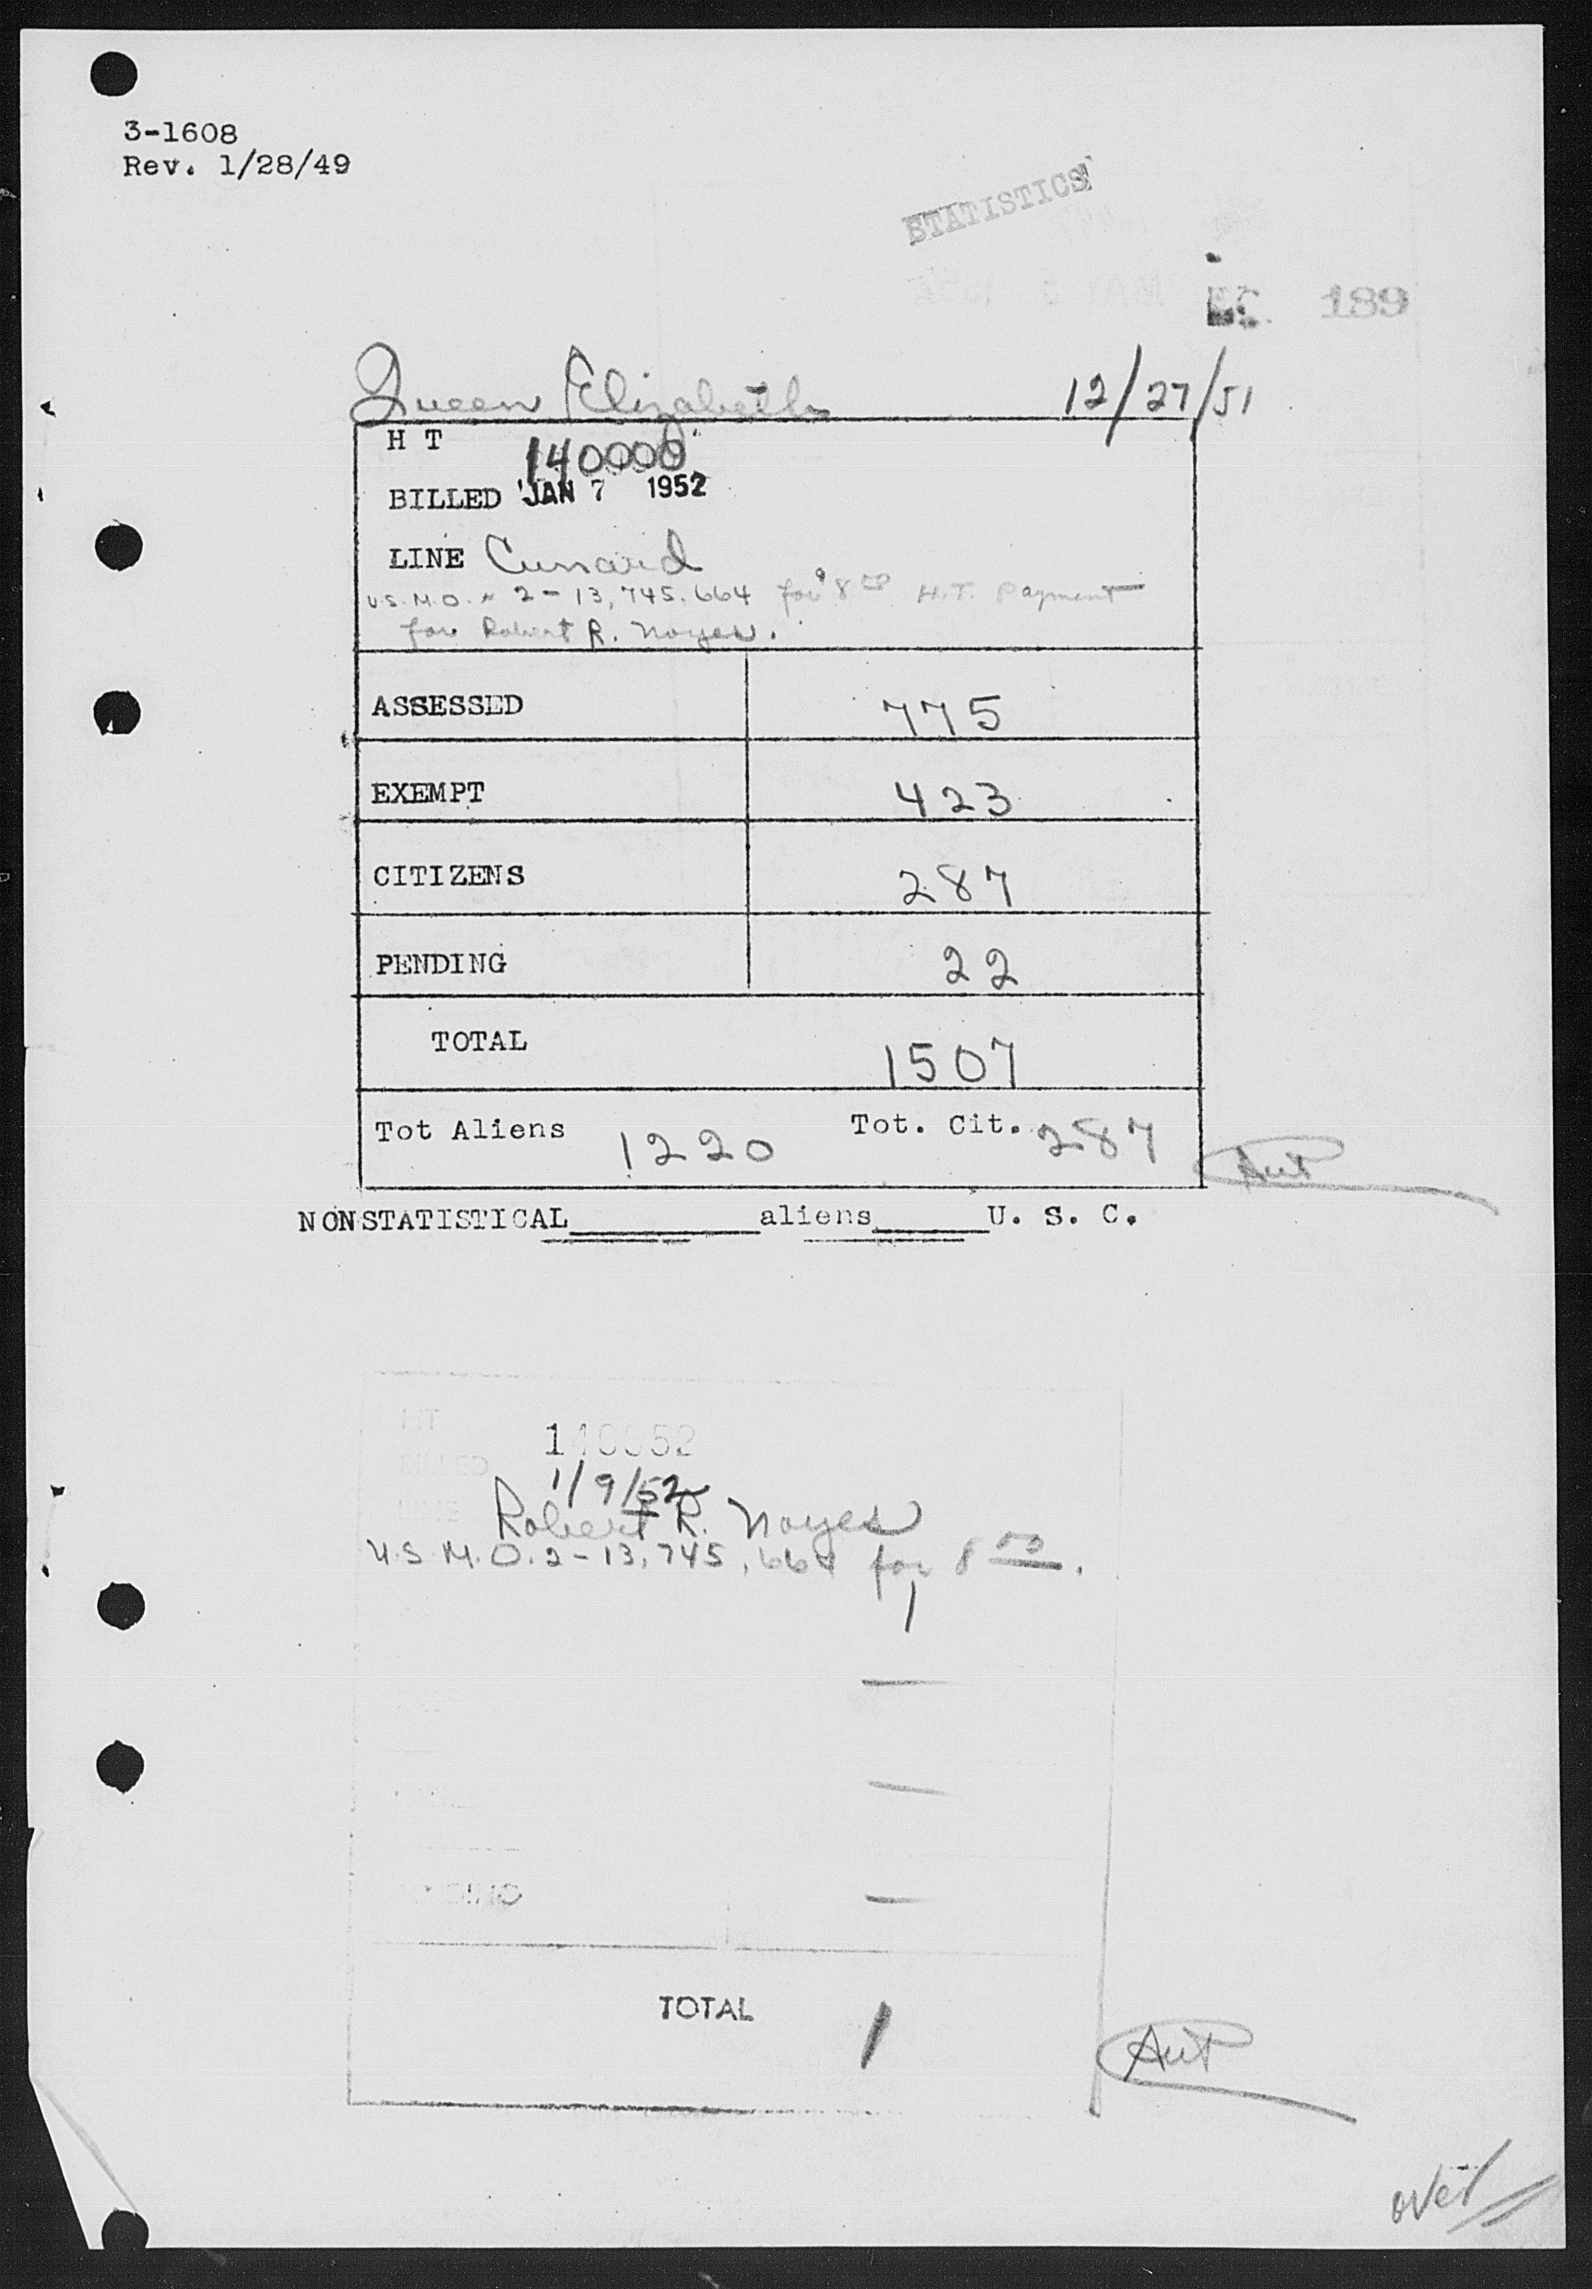 3-1608
Rev. 1/28/49
STATISTICS
189
Queen Elizabeth 12/27/51
H T 140000
BILLED JAN 7 1952
LINE Cunard
U.S.M.O. # 2-13,745.664 for $8.00 H.T. Payment
for Robert R. Noyes.
ASSESSED 775
EXEMPT 423
CITIZENS 287
PENDING 22
TOTAL 1507
Tot Aliens 1220 Tot. Cit. 287
NONSTATISTICAL aliens U. S. C.
HT 140052
1/9/52
Robert R. Noyes
U.S.M.O. 2-13,745,664 for 8 00.
1
—
—
—
TOTAL 1
over